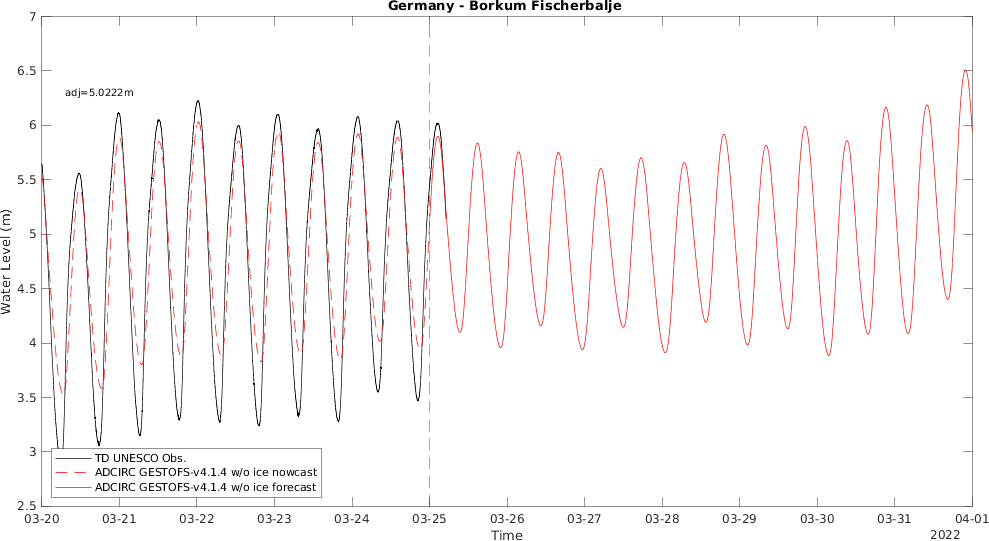 Germany - Borkum Fischerbalje
7
6.5
adj=5.0222m
6
5.5
5
Water Level (m)
4.5
4
3.5
3
TD UNESCO Obs.
ADCIRC GESTOFS-v4.1.4 w/o ice nowcast
ADCIRC GESTOFS-v4.1.4 w/o ice forecast
2.5
03-20 03-21 03-22 03-23 03-24 03-25 03-26 03-27 03-28 03-29 03-30 03-31 04-01
Time
2022